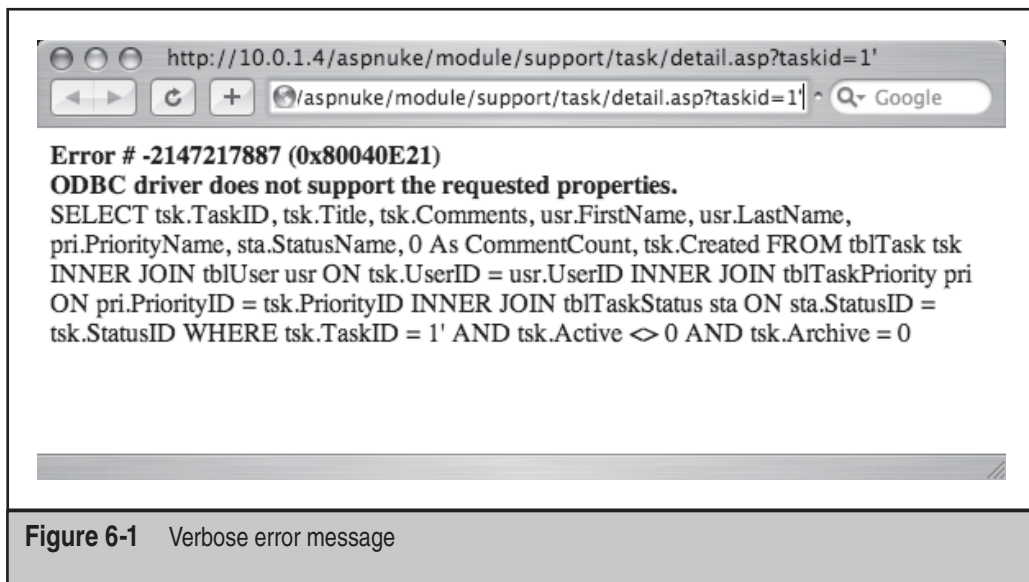 http://10.0.1.4/aspnuke/module/support/task/detail.asp?taskid=1'
/aspnuke/module/support/task/detail.asp?taskid=1' Google
Error # -2147217887 (0x80040E21)
ODBC driver does not support the requested properties.
SELECT tsk.TaskID, tsk.Title, tsk.Comments, usr.FirstName, usr.LastName,
pri.PriorityName, sta.StatusName, 0 As CommentCount, tsk.Created FROM tblTask tsk
INNER JOIN tblUser usr ON tsk.UserID = usr.UserID INNER JOIN tblTaskPriority pri
ON pri.PriorityID = tsk.PriorityID INNER JOIN tblTaskStatus sta ON sta.StatusID =
tsk.StatusID WHERE tsk.TaskID = 1' AND tsk.Active <> 0 AND tsk.Archive = 0
Figure 6-1 Verbose error message